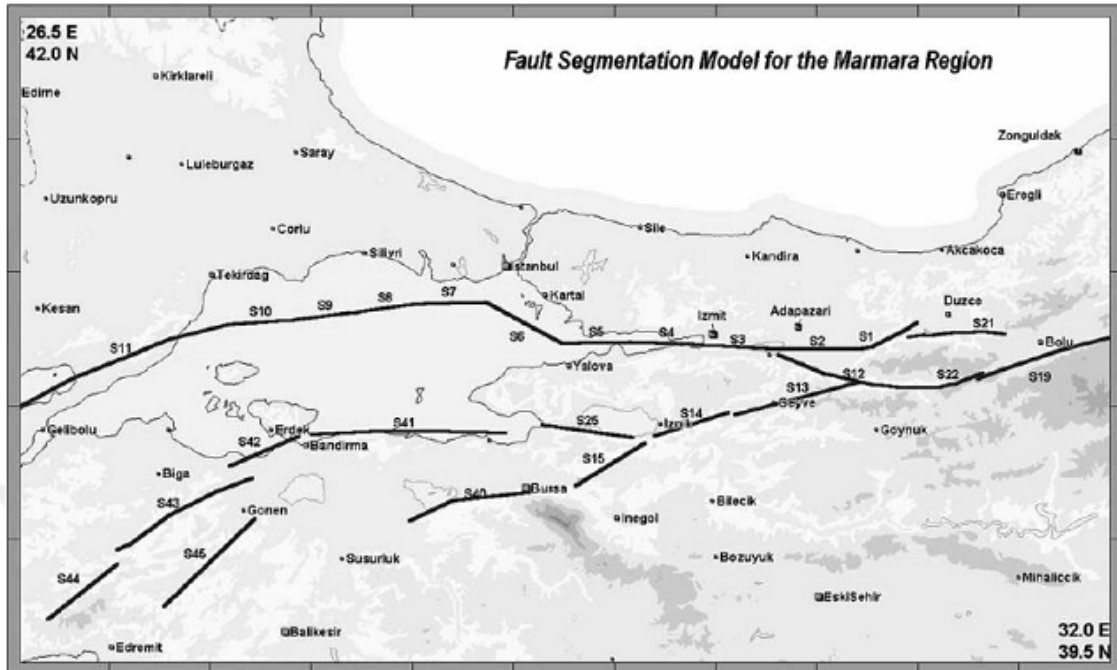 26.5 E
42.0 N
Fault Segmentation Model for the Marmara Region
Kirklareli
Edirne
Zonguldak
Saray
Luleburgaz
Uzunkopru
Eregli
Corlu
Sile
Siliyri
Akcakoca
Kandira
Istanbul
Tekirdag
Kartal
S7
S8
S9
S10
Kesan
Duzce
Izmit
Adapazari
S11
S6
S5
S4
S3
S2
S1
S21
Bolu
Yalova
S12
S22
S19
S13
Geyve
S14
Iznik
S25
S41
Gelibolu
Erdek
Bandirma
S42
Goynuk
S15
Biga
S43
S40
Bursa
Bilecik
Gonen
Inegol
S45
Susurluk
Bozuyuk
S44
Mihaliccik
EskiSehir
Balikesir
Edremit
32.0 E
39.5 N